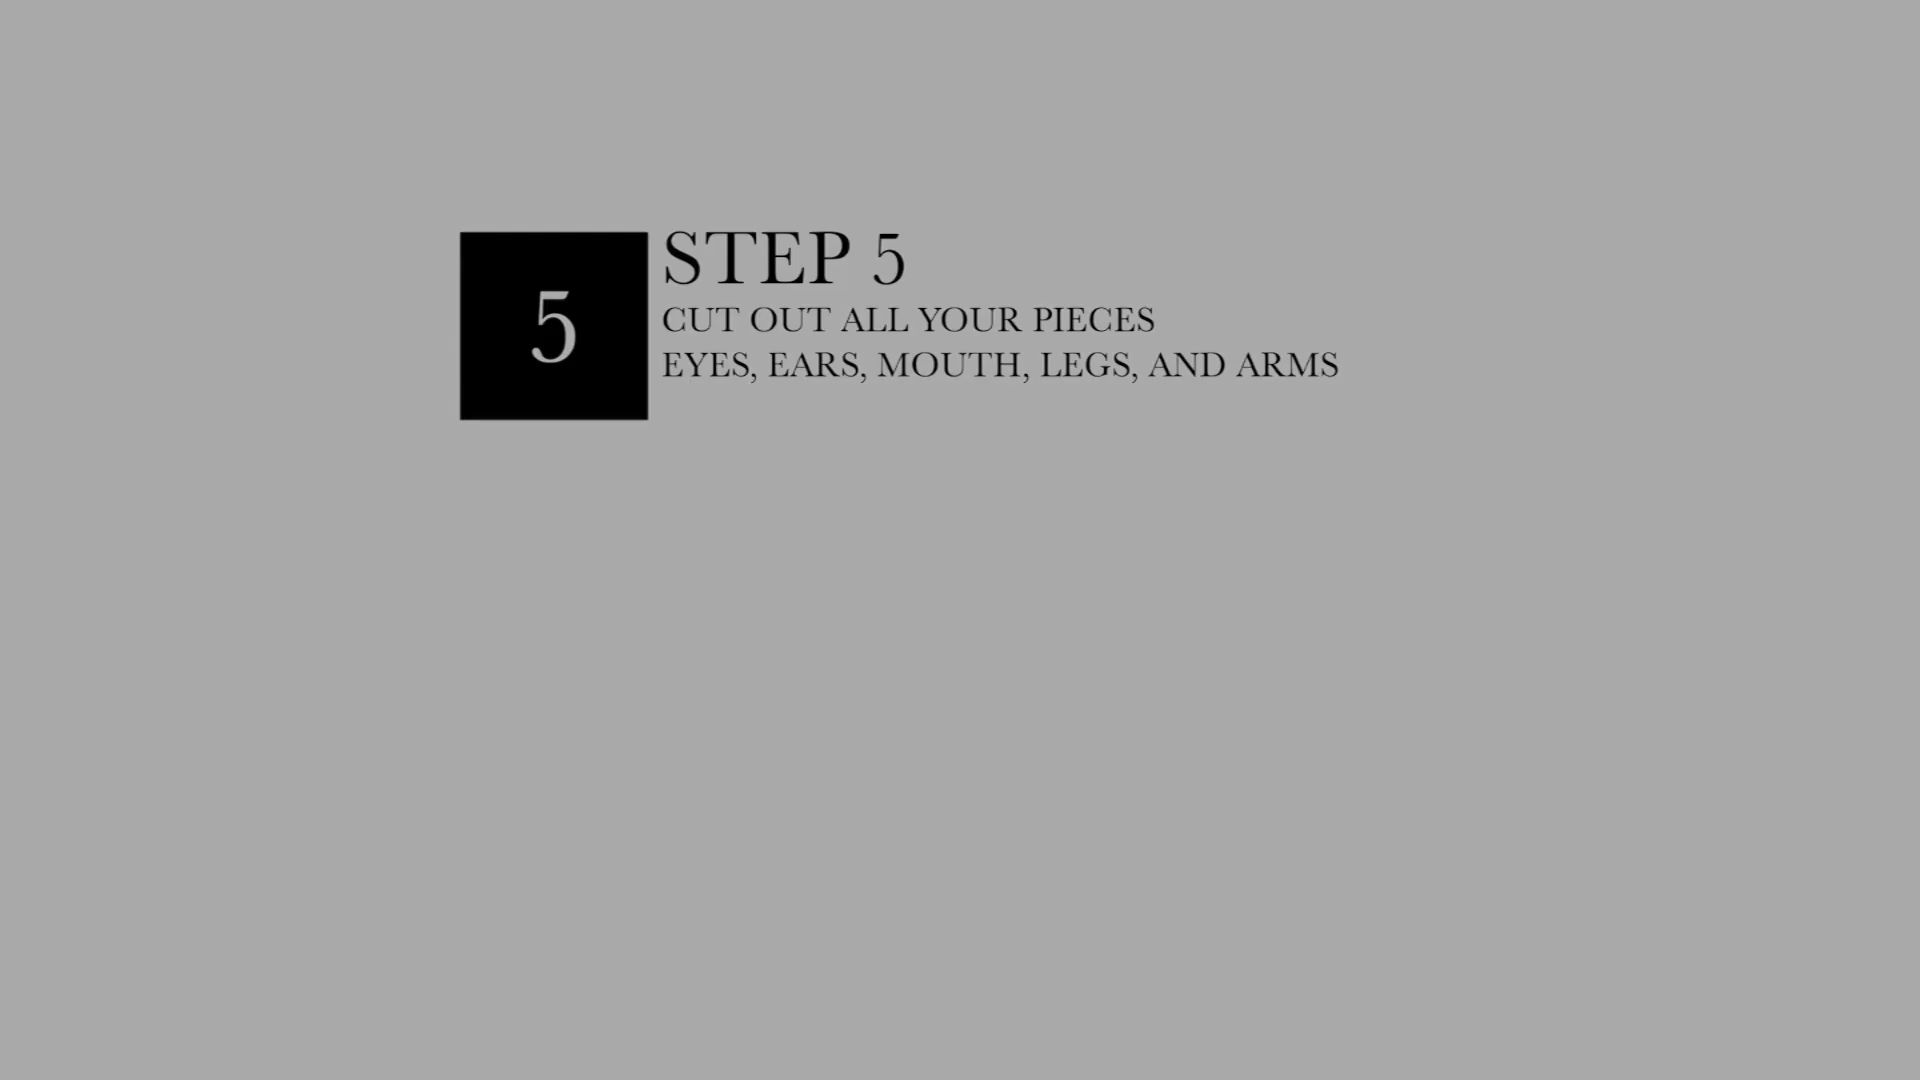 5
STEP 5
CUT OUT ALL YOUR PIECES
EYES, EARS, MOUTH, LEGS, AND ARMS